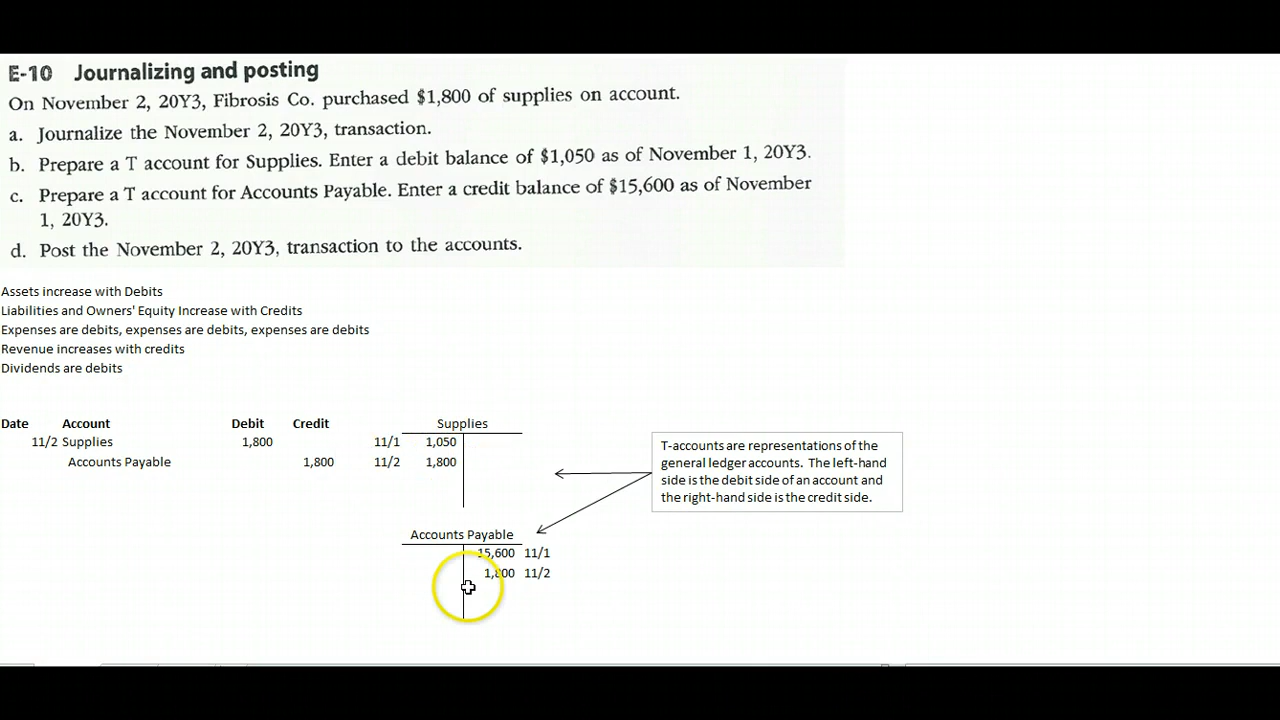 E-10 Journalizing and posting
On November 2, 20Y3, Fibrosis Co. purchased $1,800 of supplies on account.
a. Journalize the November 2, 20Y3, transaction.
b. Prepare a T account for Supplies. Enter a debit balance of $1,050 as of November 1, 20Y3.
c. Prepare a T account for Accounts Payable. Enter a credit balance of $15,600 as of November
1, 20Y3.
d. Post the November 2, 20Y3, transaction to the accounts.
Assets increase with Debits
Liabilities and Owners' Equity Increase with Credits
Expenses are debits, expenses are debits, expenses are debits
Revenue increases with credits
Dividends are debits
Date Account Debit Credit Supplies
11/2 Supplies 1,800 11/1 1,050
Accounts Payable 1,800 11/2 1,800
T-accounts are representations of the
general ledger accounts. The left-hand
side is the debit side of an account and
the right-hand side is the credit side.
Accounts Payable
15,600 11/1
1,800 11/2